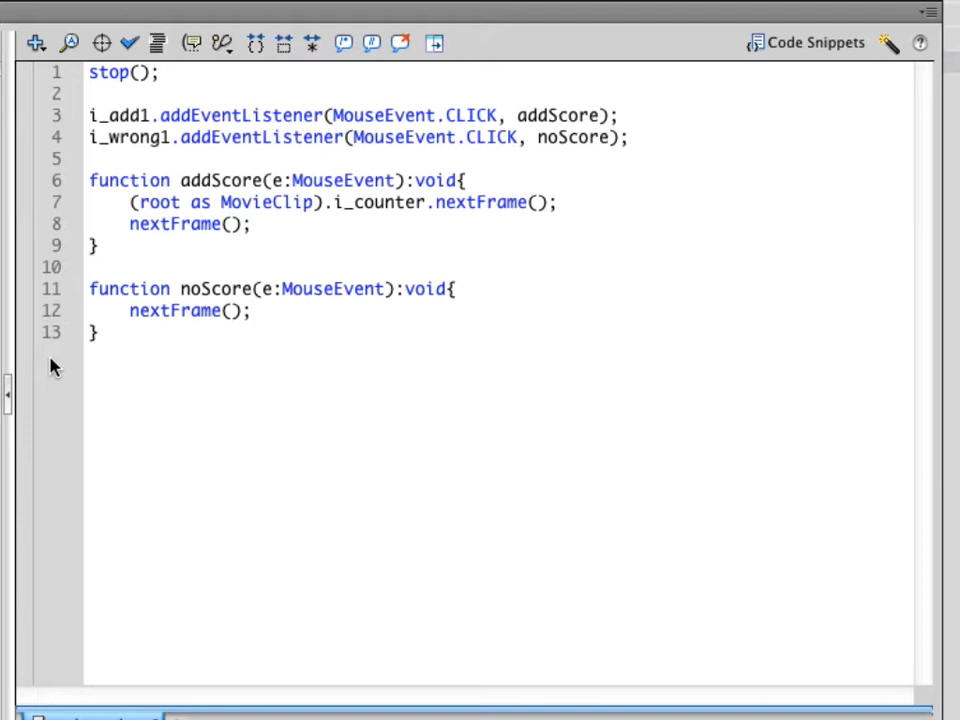 Code Snippets
1 stop();
2
3 i_add1.addEventListener(MouseEvent.CLICK, addScore);
4 i_wrong1.addEventListener(MouseEvent.CLICK, noScore);
5
6 function addScore(e:MouseEvent):void{
7 (root as MovieClip).i_counter.nextFrame();
8 nextFrame();
9 }
10
11 function noScore(e:MouseEvent):void{
12 nextFrame();
13 }